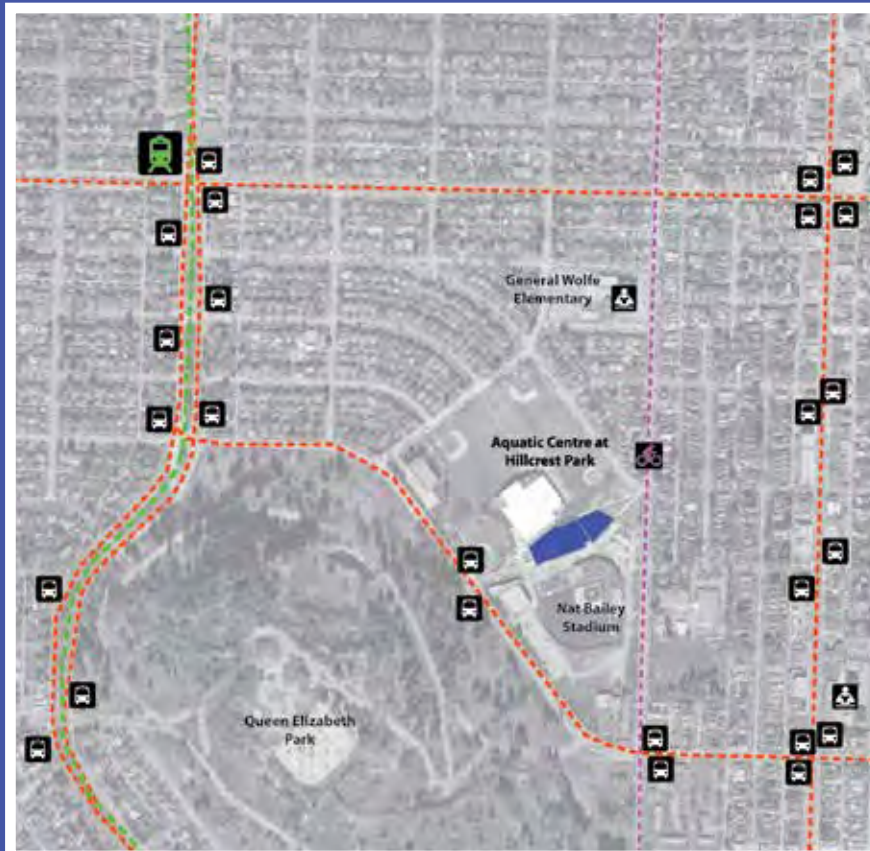 General Wolfe
Elementary
Aquatic Centre at
Hillcrest Park
Nat Bailey
Stadium
Queen Elizabeth
Park